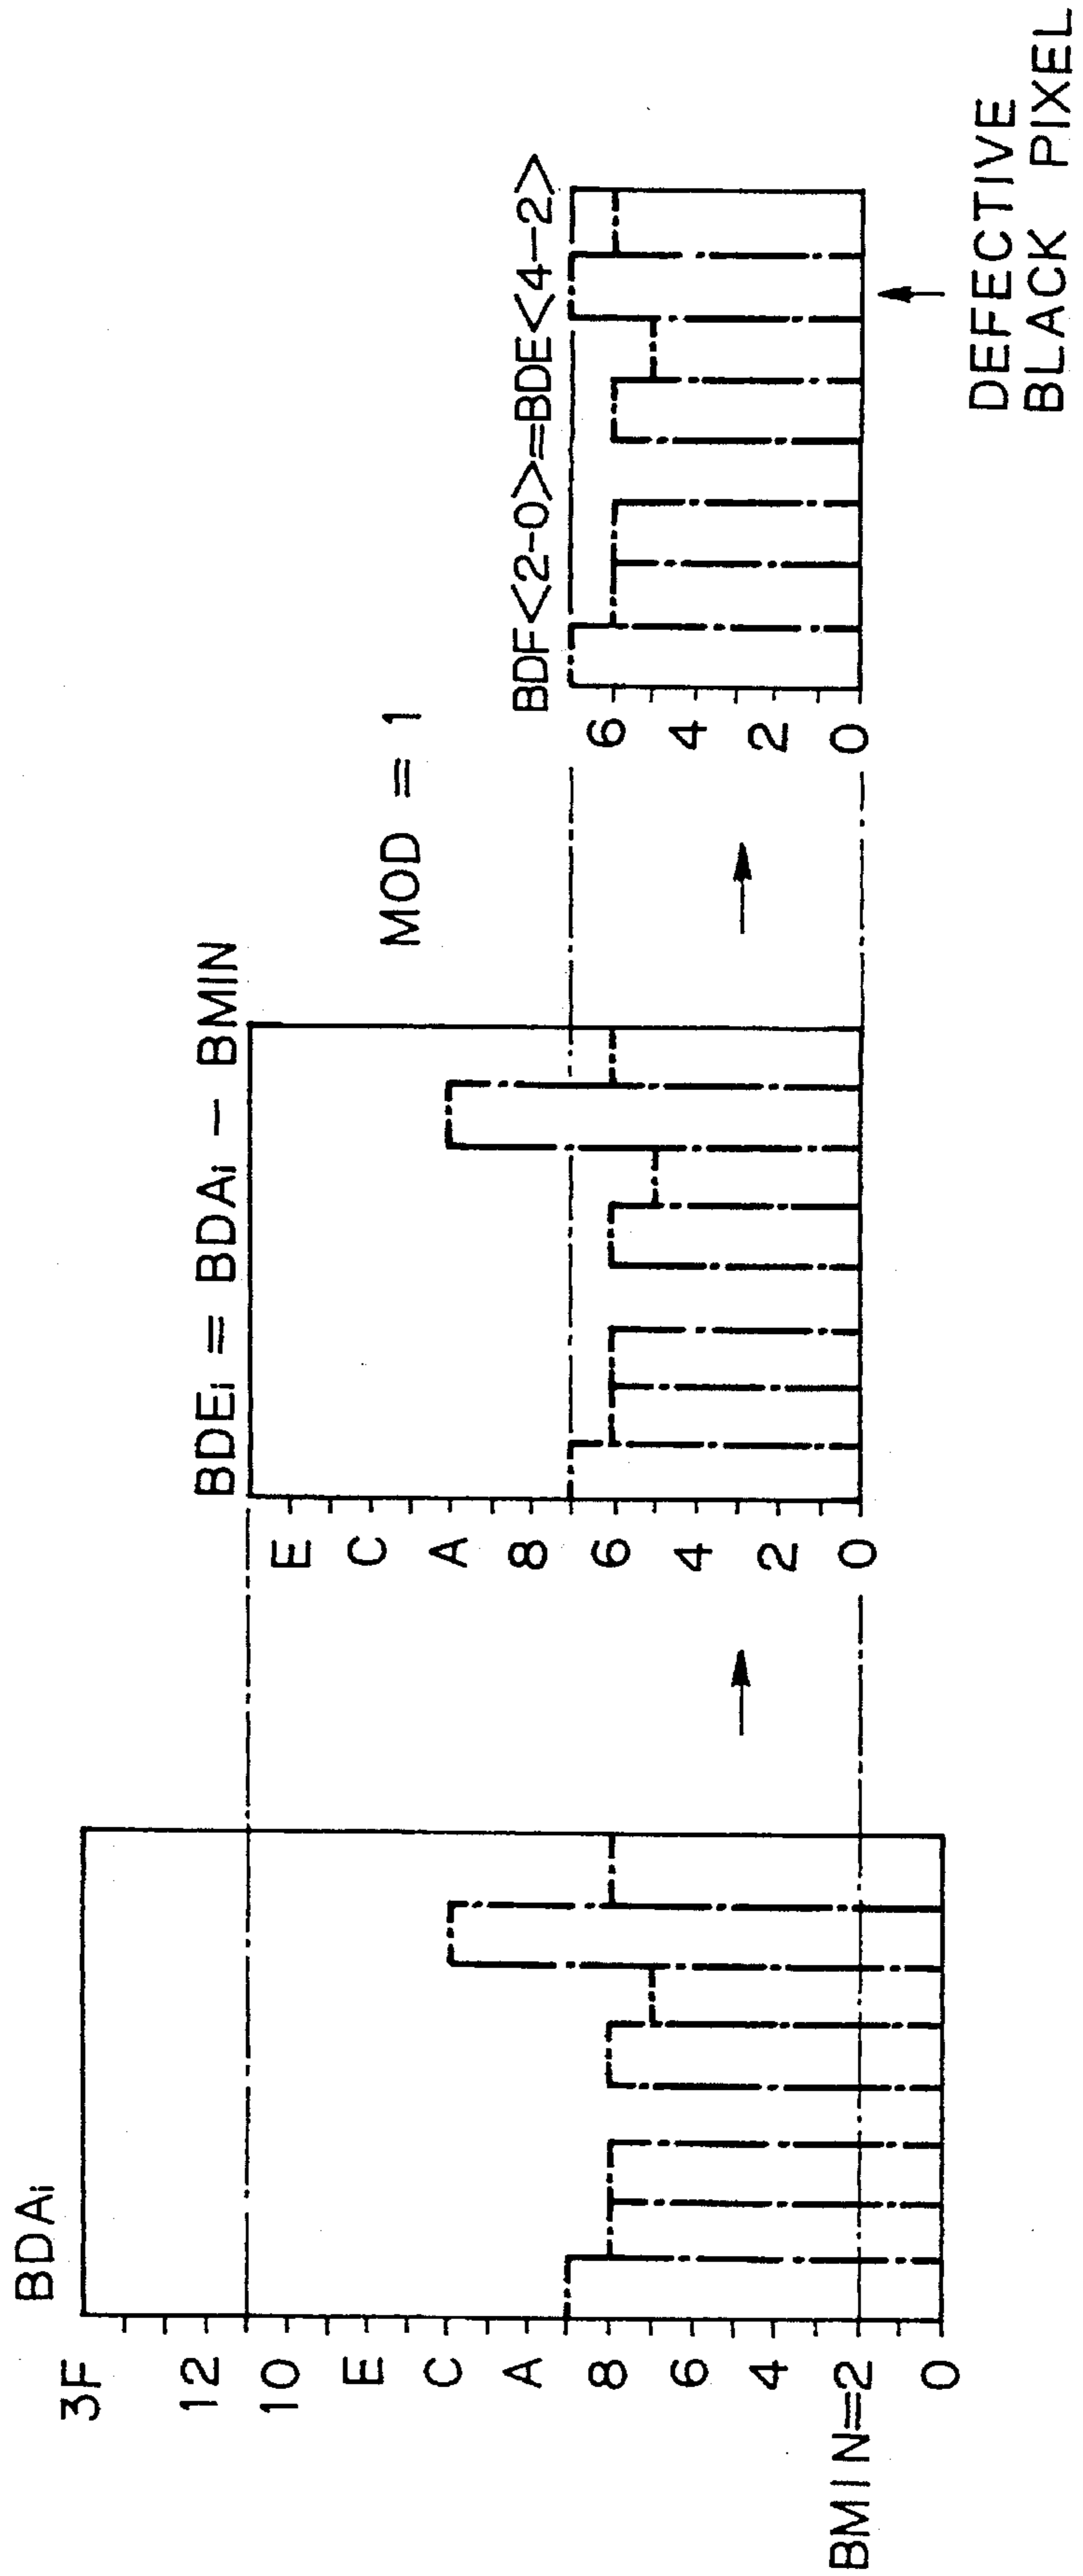 BDAi
3F
12
10
E
C
A
8
6
4
BMIN=2
0
BDEi = BDAi - BMIN
E
C
A
8
6
4
2
0
MOD = 1
BDF<2-0>=BDE<4-2>
6
4
2
0
DEFECTIVE
BLACK PIXEL